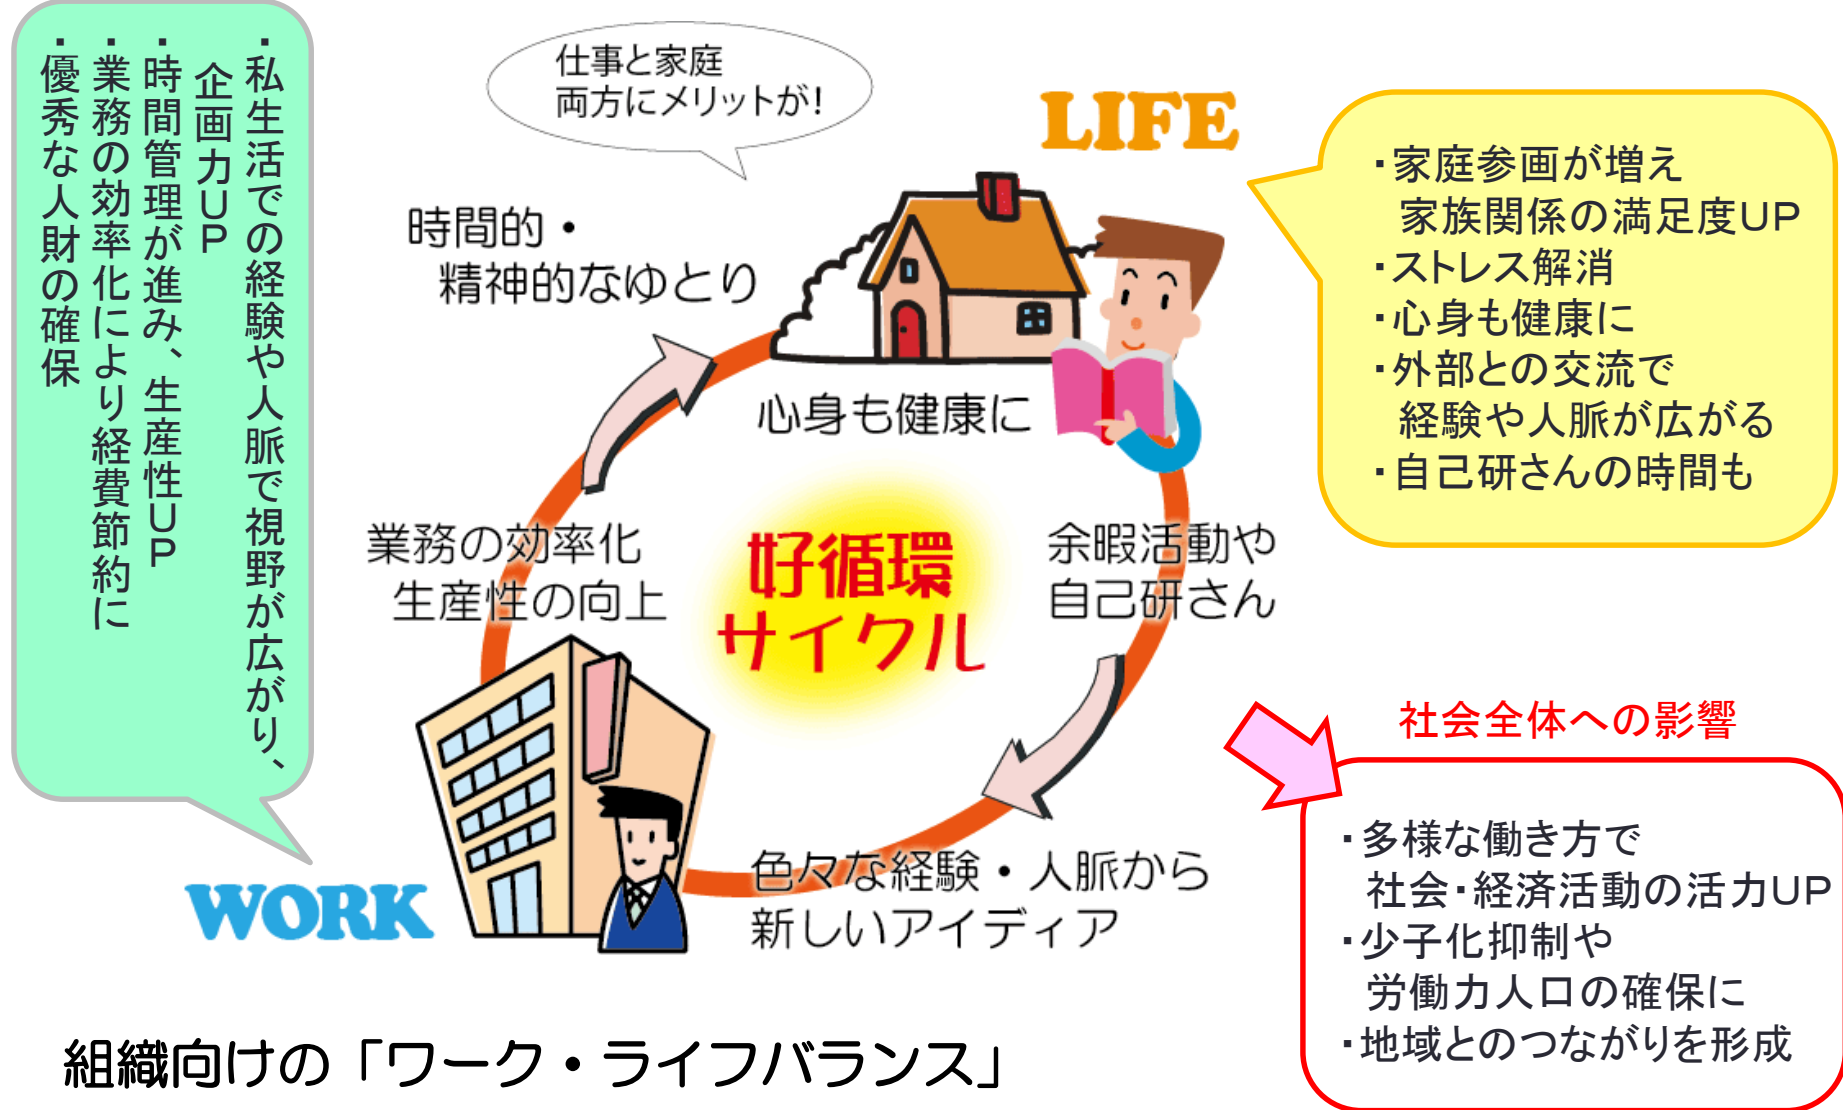 ・私生活での経験や人脈で視野が広がり、
企画力UP
・時間管理が進み、生産性UP
・業務の効率化により経費節約に
・優秀な人財の確保
仕事と家庭
両方にメリットが!
LIFE
・家庭参画が増え
家族関係の満足度UP
・ストレス解消
・心身も健康に
・外部との交流で
経験や人脈が広がる
・自己研さんの時間も
時間的・
精神的なゆとり
心身も健康に
業務の効率化
生産性の向上
好循環
サイクル
余暇活動や
自己研さん
色々な経験・人脈から
新しいアイディア
WORK
社会全体への影響
・多様な働き方で
社会・経済活動の活力UP
・少子化抑制や
労働力人口の確保に
・地域とのつながりを形成
組織向けの「ワーク・ライフバランス」